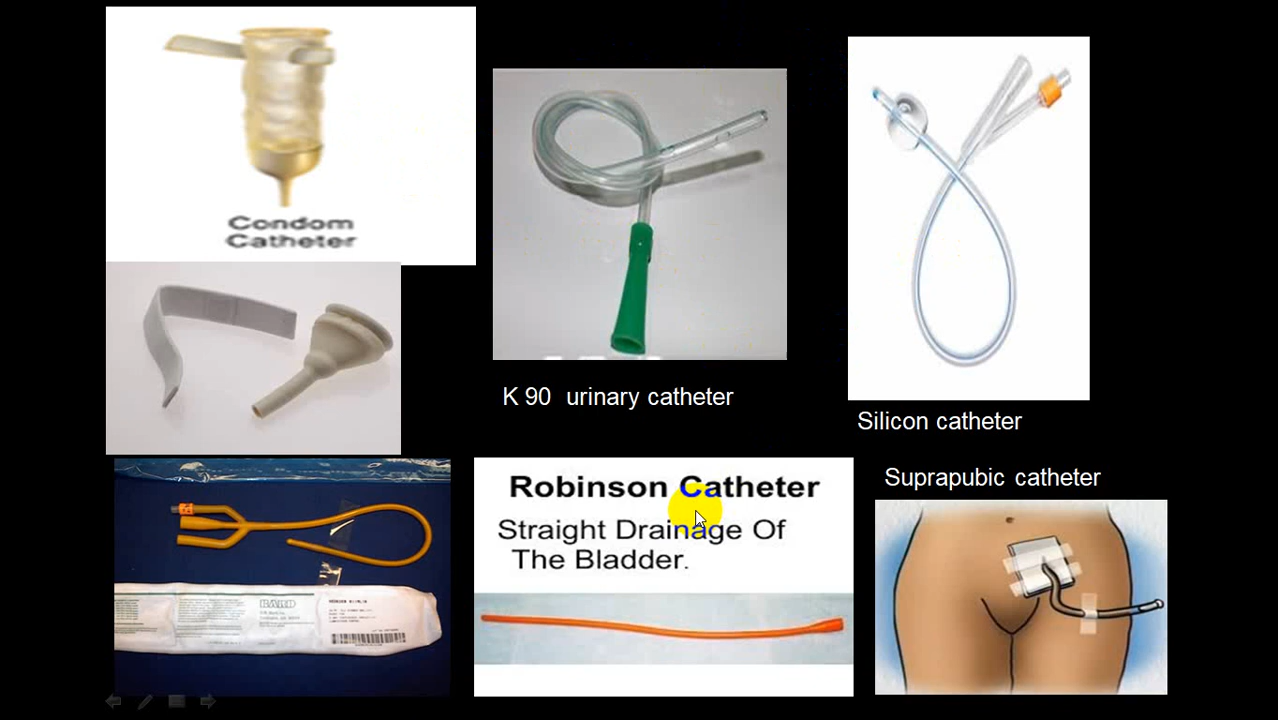 Condom
Catheter
K 90  urinary catheter
Silicon catheter
Suprapubic catheter
BARD
Robinson Catheter
Straight Drainage Of
The Bladder.